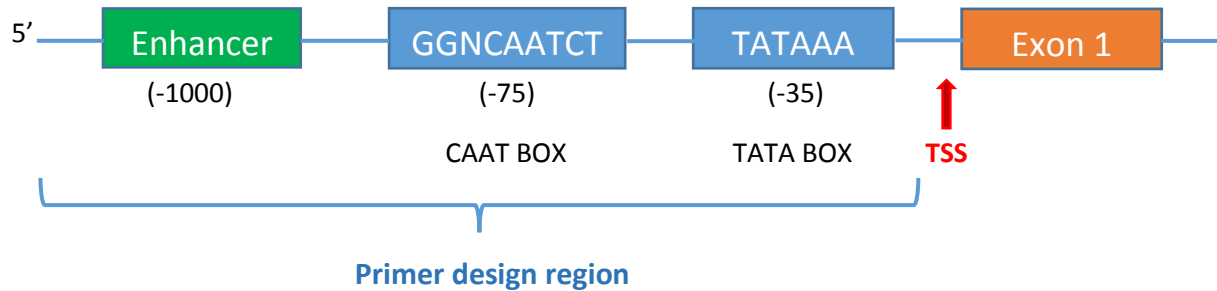 5’ Enhancer GGNCAATCT TATAAA Exon 1
(-1000) (-75) (-35)
CAAT BOX TATA BOX TSS
Primer design region